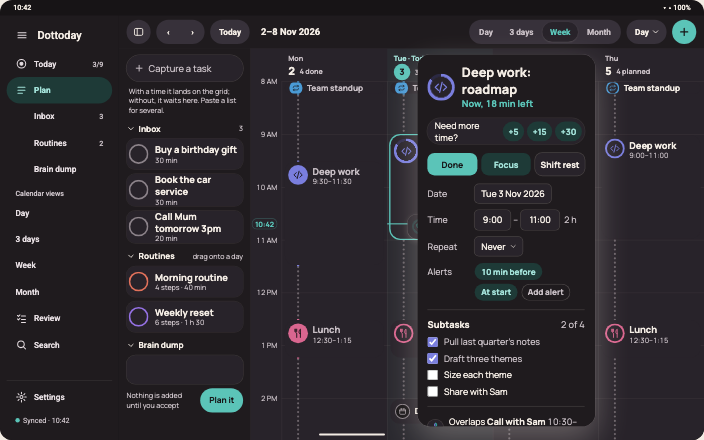 10:42
100%
Dottoday
Today
2–8 Nov 2026
Day
3 days
Week
Month
Day
Today
3/9
Plan
Inbox
3
Routines
2
Brain dump
Calendar views
Day
3 days
Week
Month
Review
Search
Settings
Synced · 10:42
Capture a task
With a time it lands on the grid;
without, it waits here. Paste a list
for several.
Inbox
3
Buy a birthday gift
30 min
Book the car
service
30 min
Call Mum
tomorrow 3pm
20 min
Routines
drag onto a day
Morning routine
4 steps · 40 min
Weekly reset
6 steps · 1 h 30
Brain dump
Nothing is added
until you accept
Plan it
8 AM
9 AM
10 AM
10:42
11 AM
12 PM
1 PM
2 PM
Mon
2
4 done
Team standup
Deep work
9:30–11:30
Lunch
12:30–1:15
Tue
3
Deep work:
roadmap
Now, 18 min left
Need more
time?
+5
+15
+30
Done
Focus
Shift rest
Date
Tue 3 Nov 2026
Time
9:00
–
11:00
2 h
Repeat
Never
Alerts
10 min before
At start
Add alert
Subtasks
2 of 4
Pull last quarter's notes
Draft three themes
Size each theme
Share with Sam
Overlaps Call with Sam 10:30–
Thu
5
4 planned
Team standup
Deep work
9:00–11:00
Lunch
12:30–1:15